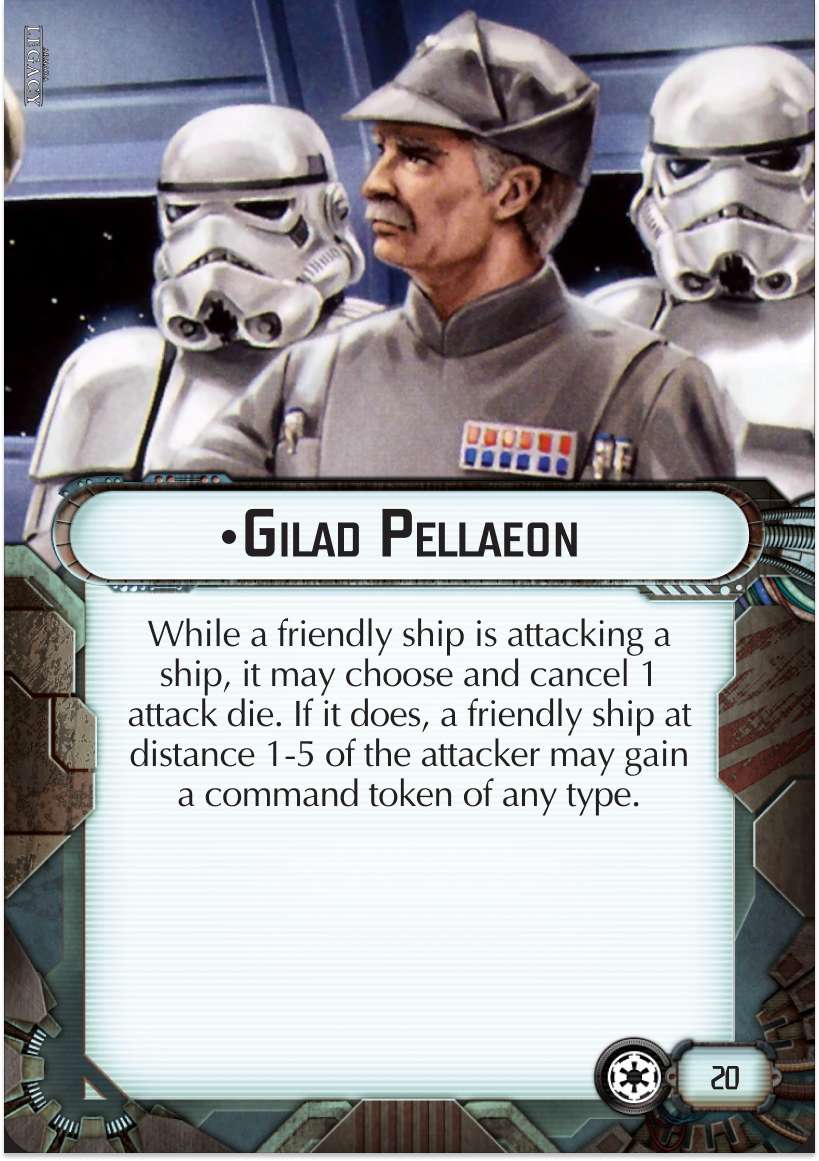 ARMADA
LEGACY
•GILAD PELLAEON
While a friendly ship is attacking a
ship, it may choose and cancel 1
attack die. If it does, a friendly ship at
distance 1-5 of the attacker may gain
a command token of any type.
20